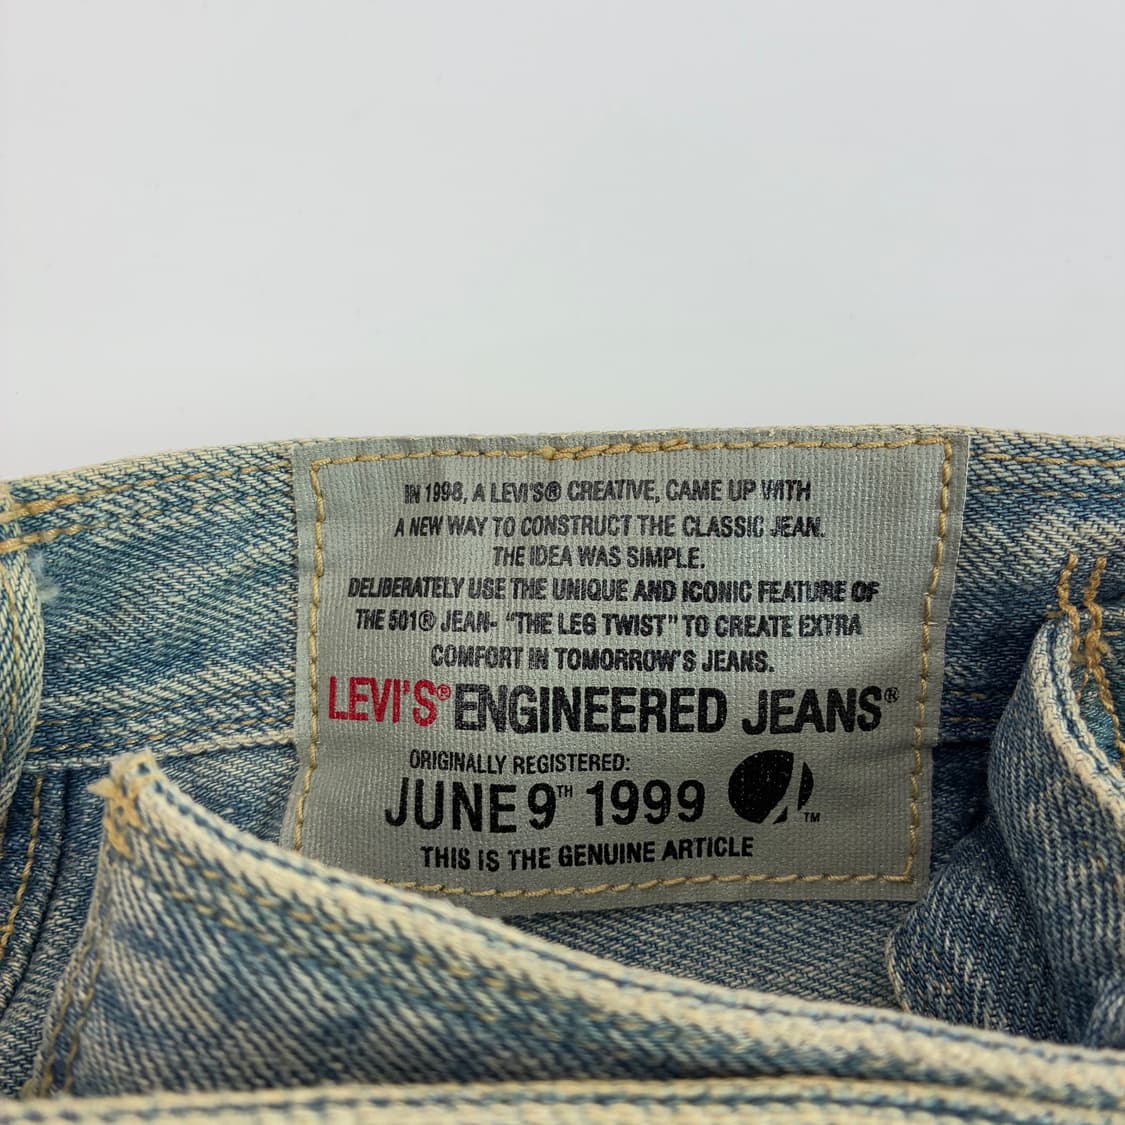 IN 1998, A LEVI'S® CREATIVE, CAME UP WITH
A NEW WAY TO CONSTRUCT THE CLASSIC JEAN.
THE IDEA WAS SIMPLE.
DELIBERATELY USE THE UNIQUE AND ICONIC FEATURE OF
THE 501® JEAN- "THE LEG TWIST" TO CREATE EXTRA
COMFORT IN TOMORROW'S JEANS.
LEVI'S® ENGINEERED JEANS®
ORIGINALLY REGISTERED:
JUNE 9TH 1999
TM
THIS IS THE GENUINE ARTICLE